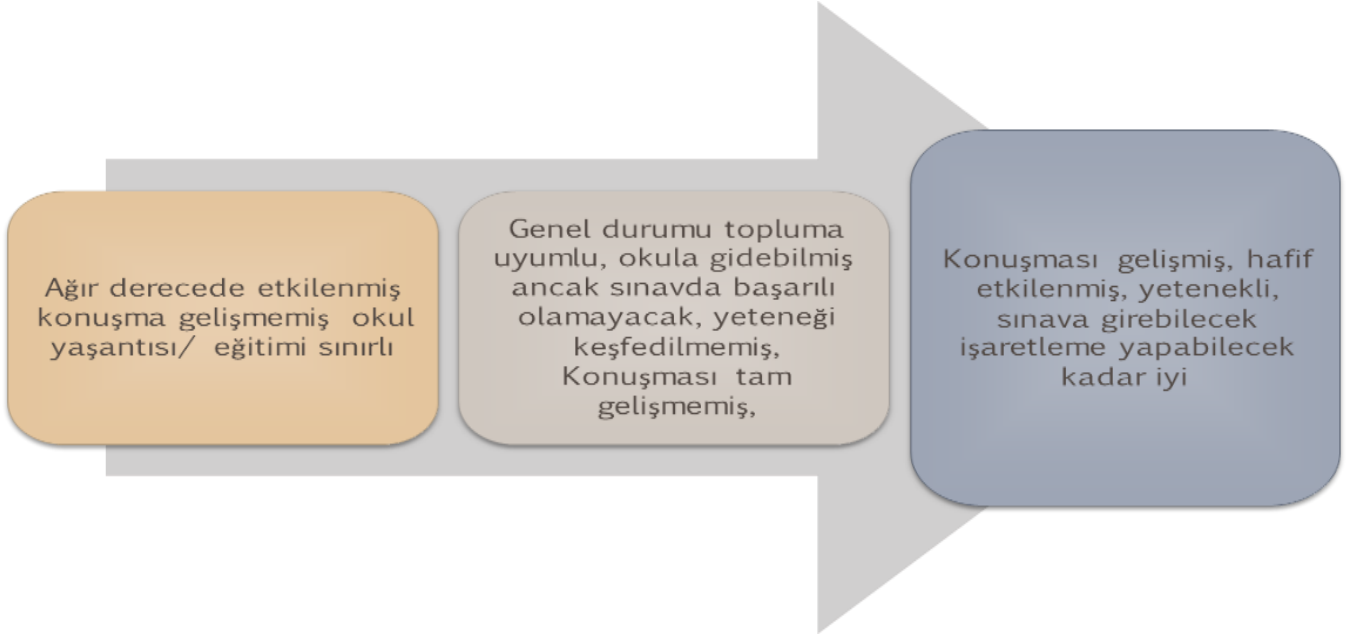 Ağır derecede etkilenmiş
konuşma gelişmemiş okul
yaşantısı/ eğitimi sınırlı
Genel durumu topluma
uyumlu, okula gidebilmiş
ancak sınavda başarılı
olamayacak, yeteneği
keşfedilmemiş,
Konuşması tam
gelişmemiş,
Konuşması gelişmiş, hafif
etkilenmiş, yetenekli,
sınava girebilecek
işaretleme yapabilecek
kadar iyi